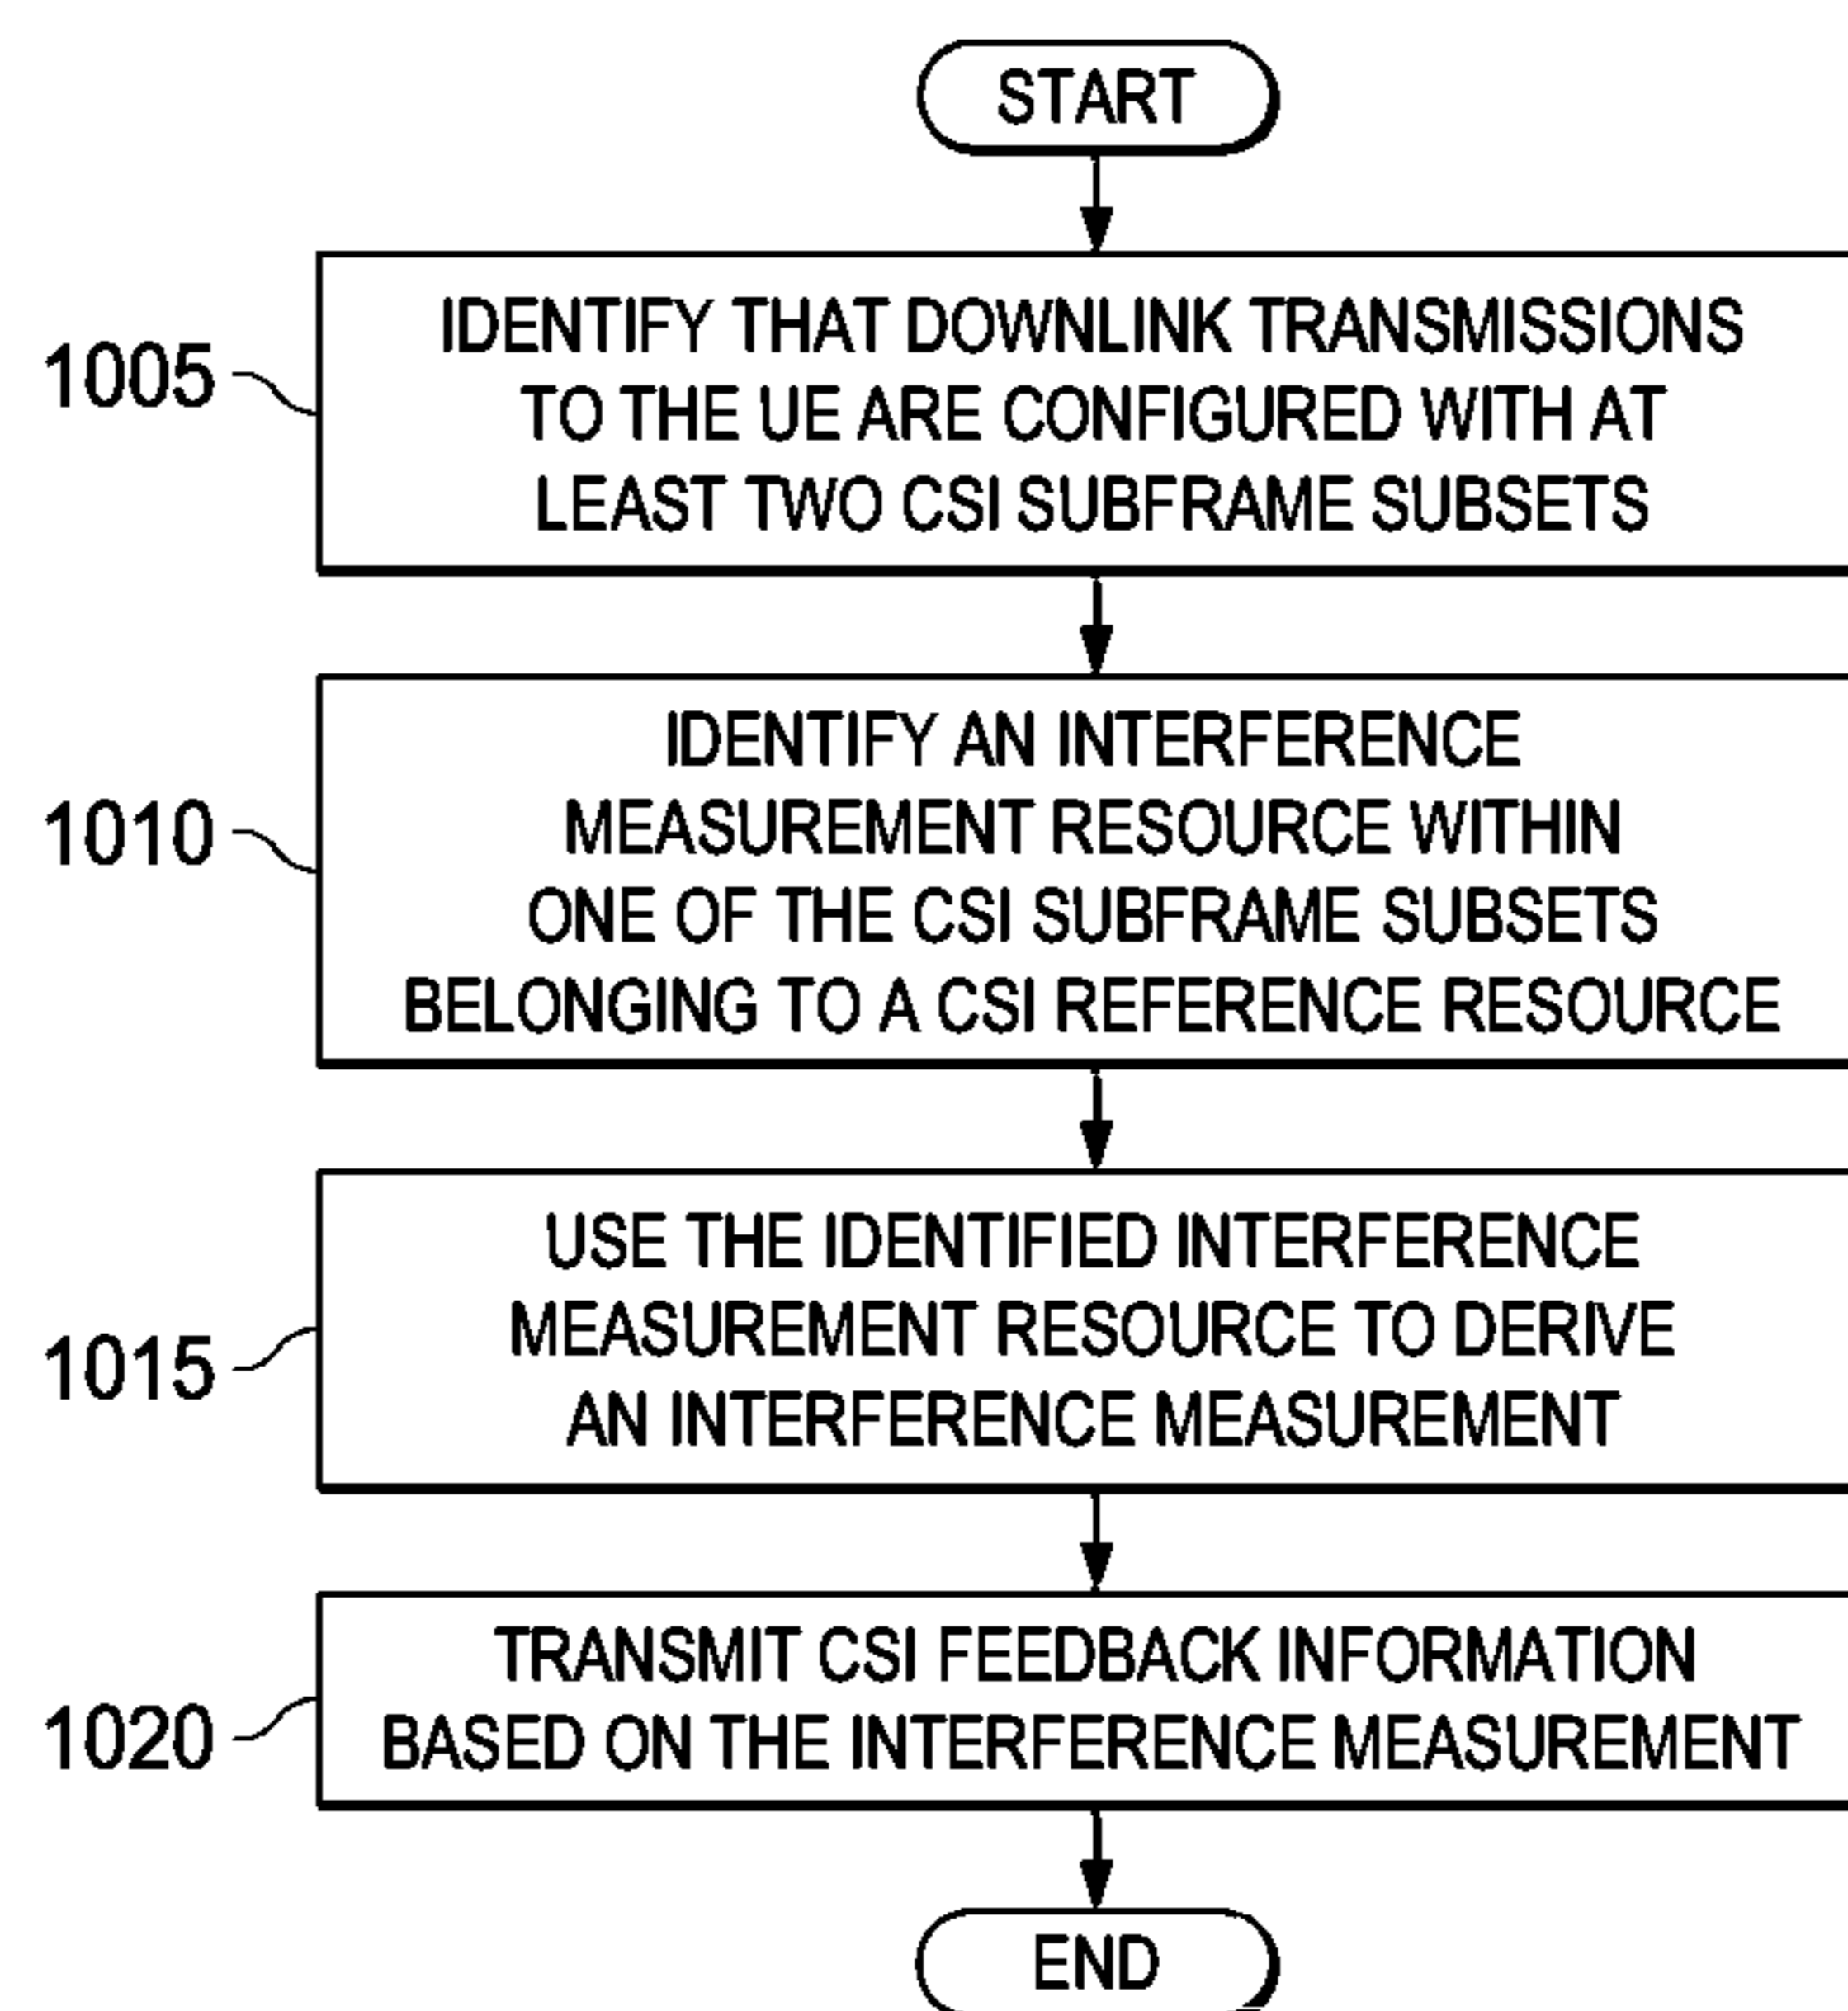 START
1005
IDENTIFY THAT DOWNLINK TRANSMISSIONS
TO THE UE ARE CONFIGURED WITH AT
LEAST TWO CSI SUBFRAME SUBSETS
1010
IDENTIFY AN INTERFERENCE
MEASUREMENT RESOURCE WITHIN
ONE OF THE CSI SUBFRAME SUBSETS
BELONGING TO A CSI REFERENCE RESOURCE
1015
USE THE IDENTIFIED INTERFERENCE
MEASUREMENT RESOURCE TO DERIVE
AN INTERFERENCE MEASUREMENT
1020
TRANSMIT CSI FEEDBACK INFORMATION
BASED ON THE INTERFERENCE MEASUREMENT
END